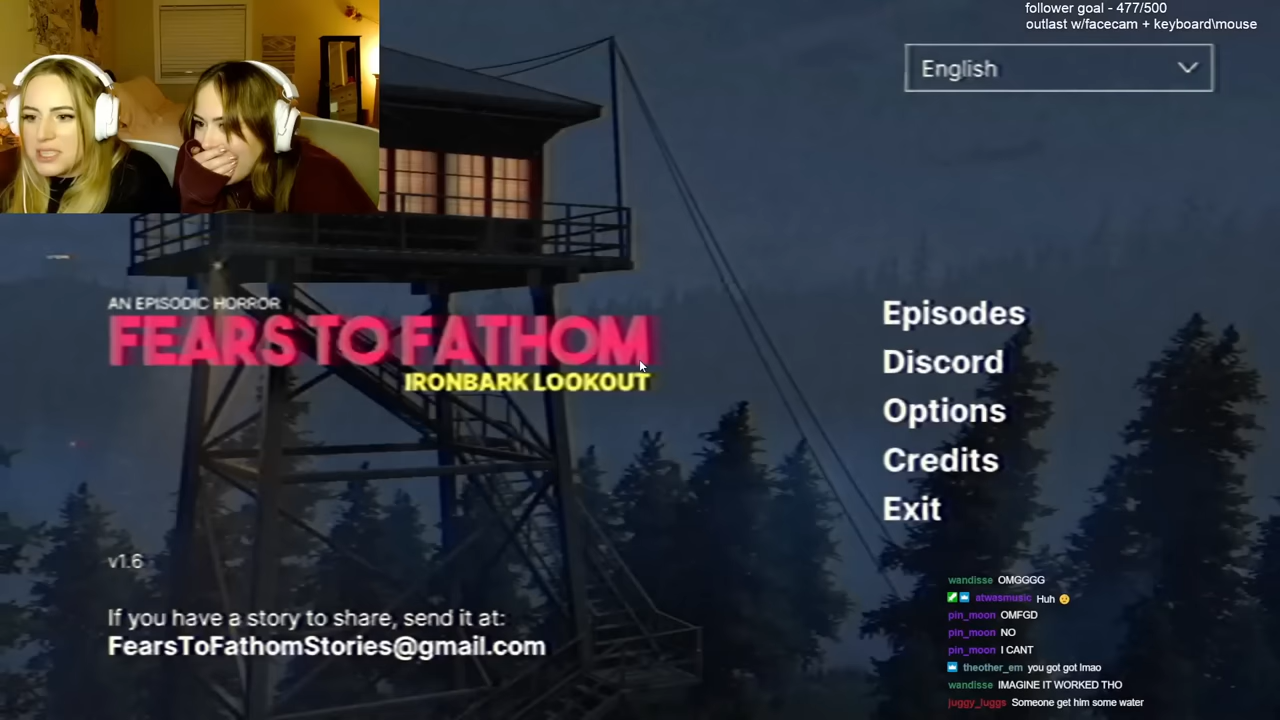 follower goal - 477/500
outlast w/facecam + keyboard\mouse
English
AN EPISODIC HORROR
FEARS TO FATHOM
IRONBARK LOOKOUT
Episodes
Discord
Options
Credits
Exit
v1.6
If you have a story to share, send it at:
FearsToFathomStories@gmail.com
wandisse OMGGGG
atwasmusic Huh
pin_moon OMFGD
pin_moon NO
pin_moon I CANT
theother_em you got got lmao
wandisse IMAGINE IT WORKED THO
juggy_luggs Someone get him some water